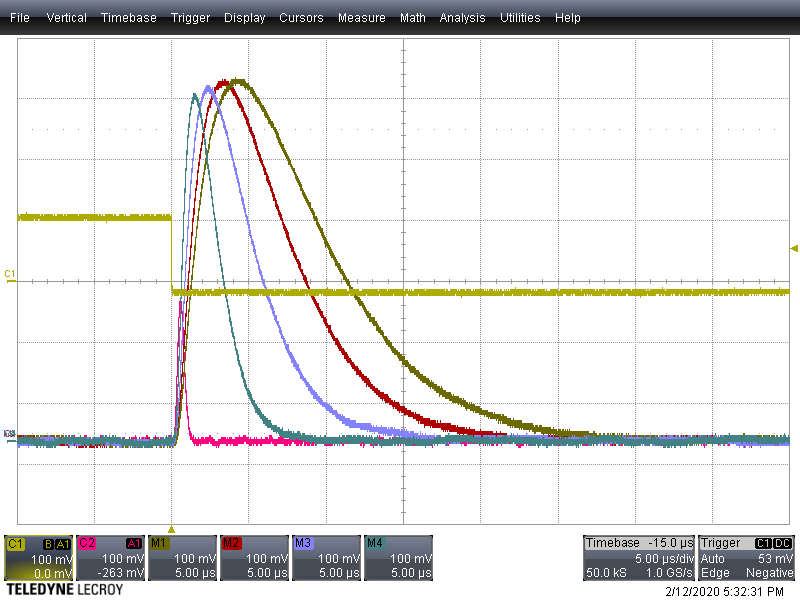 File Vertical Timebase Trigger Display Cursors Measure Math Analysis Utilities Help
C1
C1 B A1 C2 A1 M1 M2 M3 M4 Timebase -15.0 µs Trigger C1 DC
100 mV 100 mV 100 mV 100 mV 100 mV 100 mV 5.00 µs/div Auto 53 mV
0.0 mV -263 mV 5.00 µs 5.00 µs 5.00 µs 5.00 µs 50.0 kS 1.0 GS/s Edge Negative
TELEDYNE LECROY 2/12/2020 5:32:31 PM